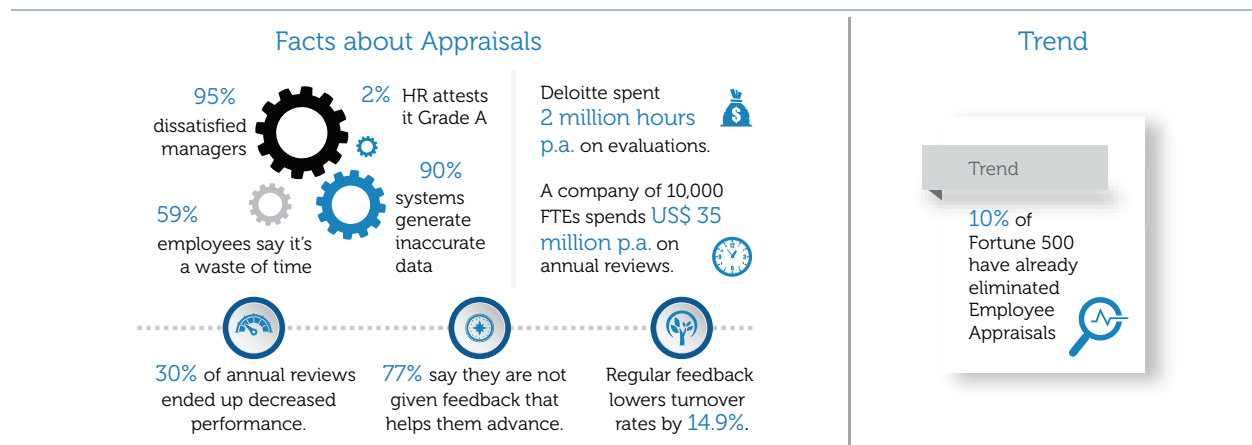 Facts about Appraisals
95%
dissatisfied
managers
2% HR attests
it Grade A
59%
employees say it's
a waste of time
90%
systems
generate
inaccurate
data
Deloitte spent
2 million hours
p.a. on evaluations.
A company of 10,000
FTEs spends US$ 35
million p.a. on
annual reviews.
30% of annual reviews
ended up decreased
performance.
77% say they are not
given feedback that
helps them advance.
Regular feedback
lowers turnover
rates by 14.9%.
Trend
Trend
10% of
Fortune 500
have already
eliminated
Employee
Appraisals